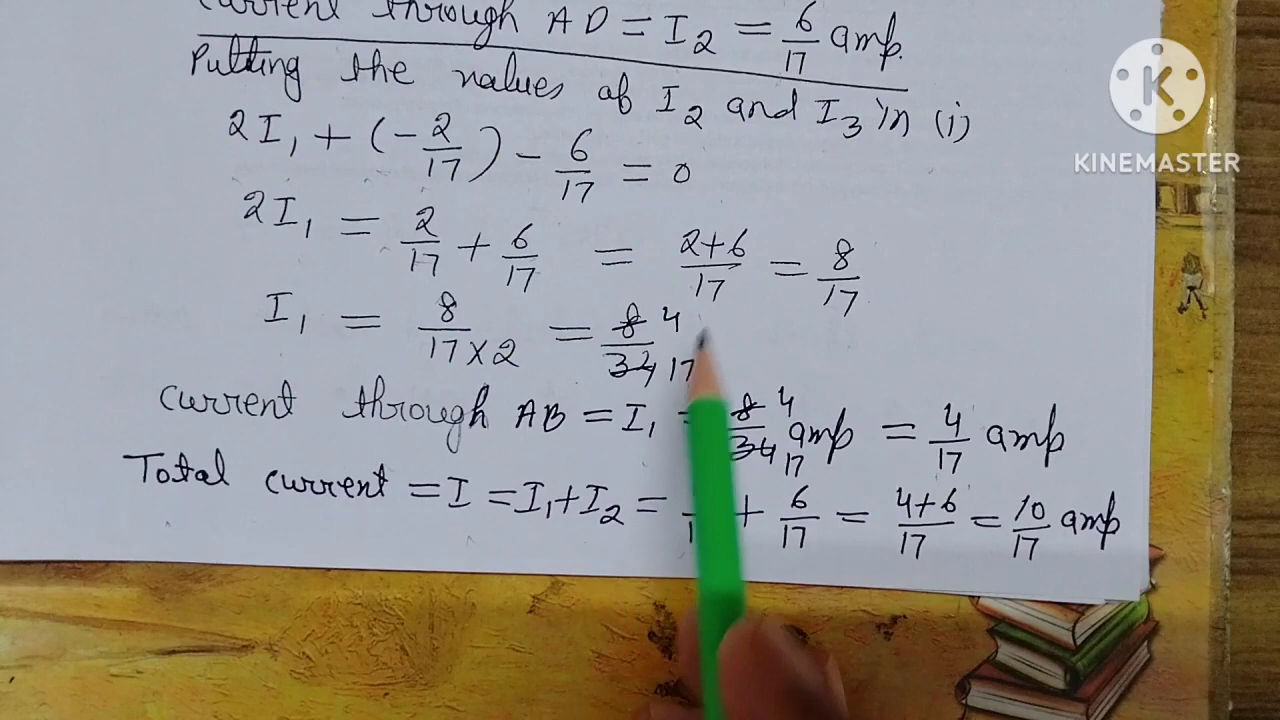 current through AD = I2 = 6/17 amp.
Putting the values of I2 and I3 in (i)
2I1 + (-2/17) - 6/17 = 0
2I1 = 2/17 + 6/17 = 2+6/17 = 8/17
I1 = 8/17×2 = 8/34 4/17
current through AB = I1 = 8/34 4/17 amp = 4/17 amp
Total current = I = I1+I2 = + 6/17 = 4+6/17 = 10/17 amp
K
KINEMASTER